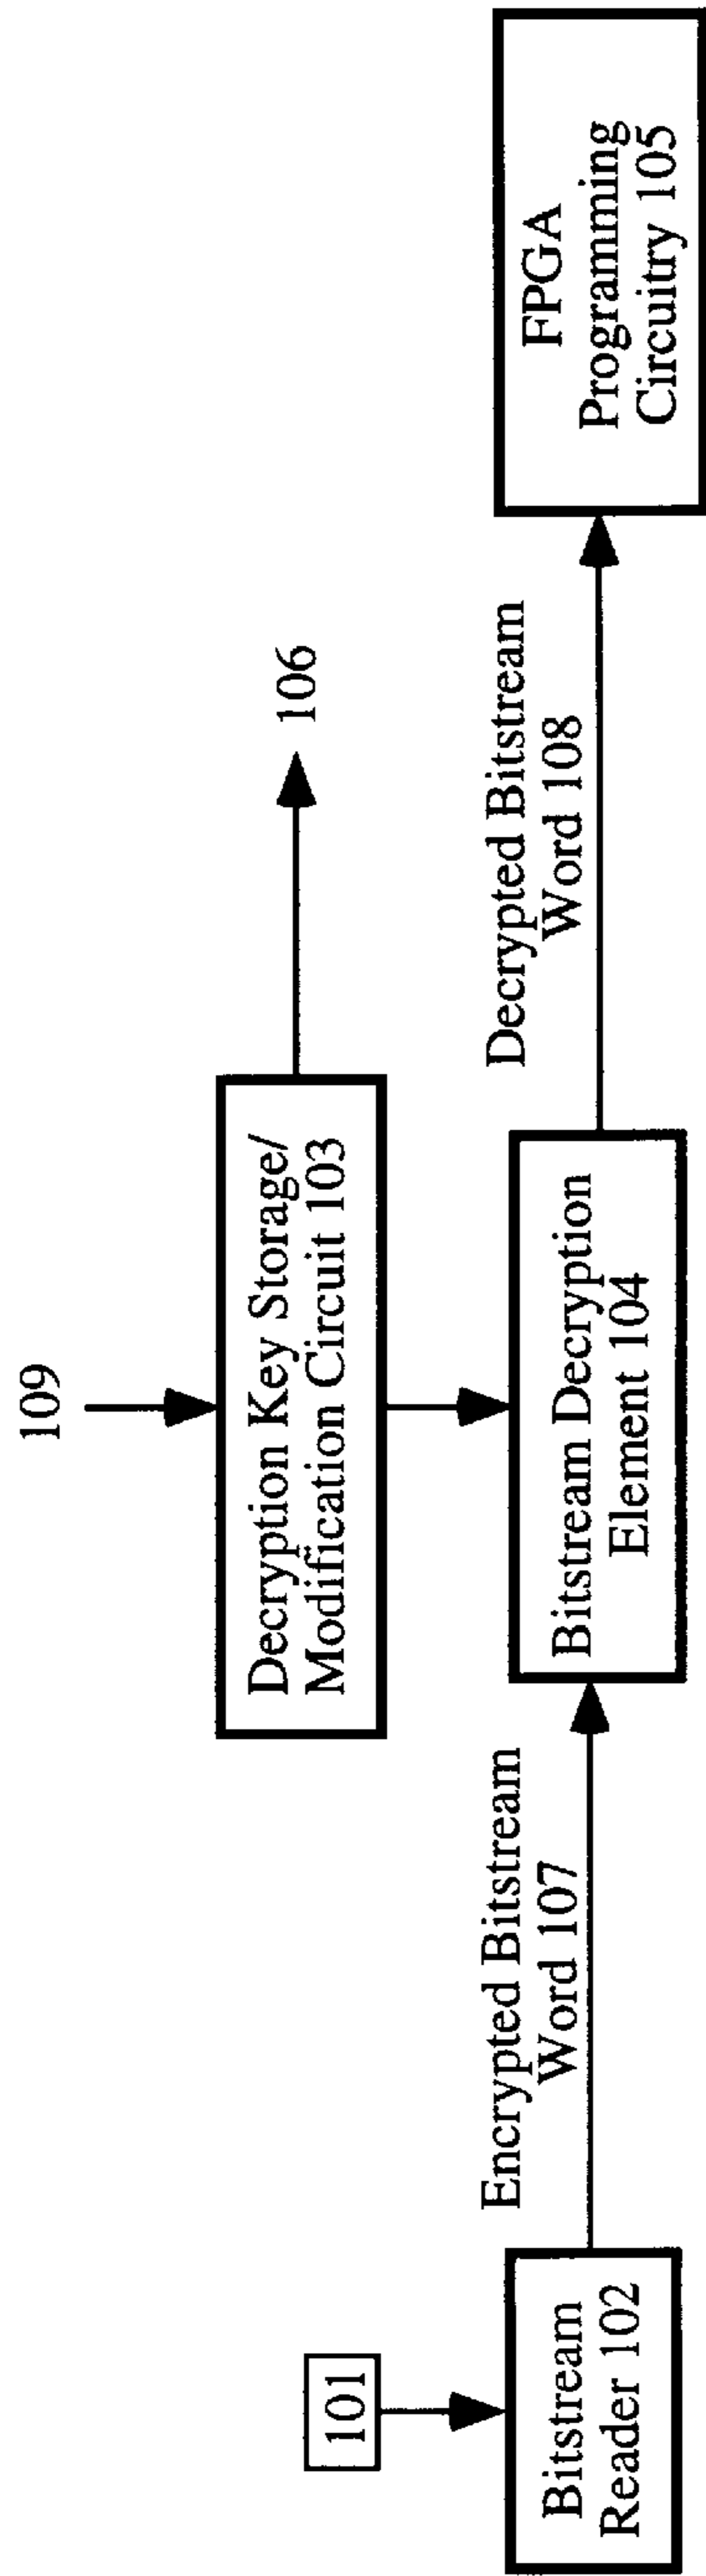 109
106
Decryption Key Storage/
Modification Circuit 103
101
Bitstream
Reader 102
Encrypted Bitstream
Word 107
Bitstream Decryption
Element 104
Decrypted Bitstream
Word 108
FPGA
Programming
Circuitry 105